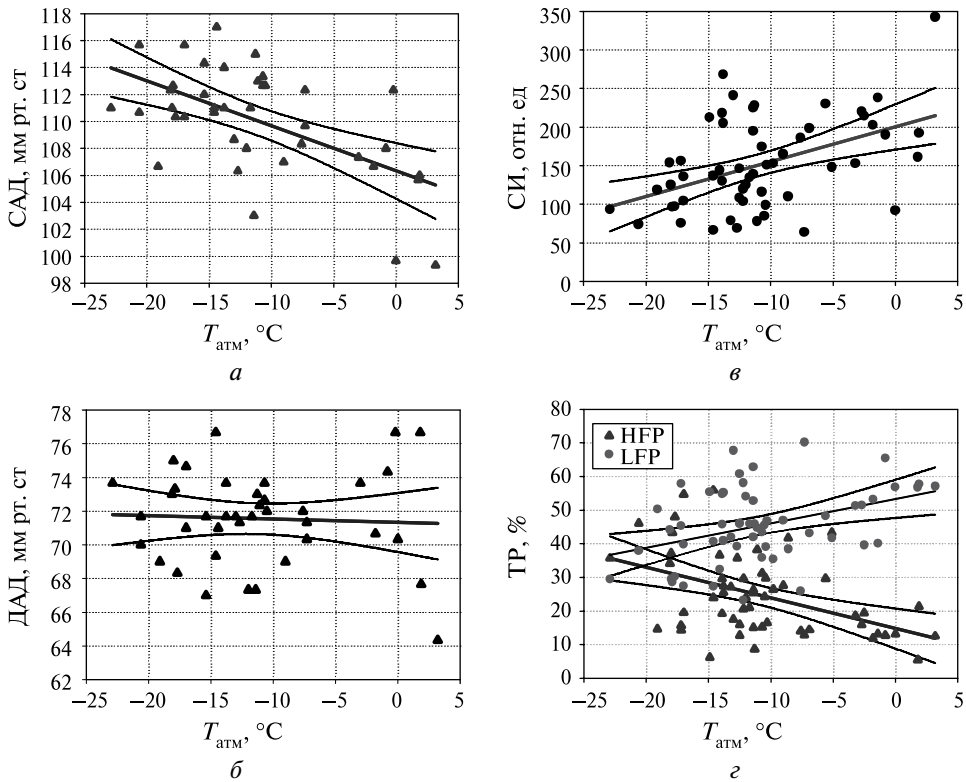 САД, мм рт. ст
118
116
114
112
110
108
106
104
102
100
98
−25 −20 −15 −10 −5 0 5
Tатм, °C
а
СИ, отн. ед
350
300
250
200
150
100
50
0
−25 −20 −15 −10 −5 0 5
Tатм, °C
в
ДАД, мм рт. ст
78
76
74
72
70
68
66
64
62
−25 −20 −15 −10 −5 0 5
Tатм, °C
б
TP, %
80
70
60
50
40
30
20
10
0
HFP
LFP
−25 −20 −15 −10 −5 0 5
Tатм, °C
г